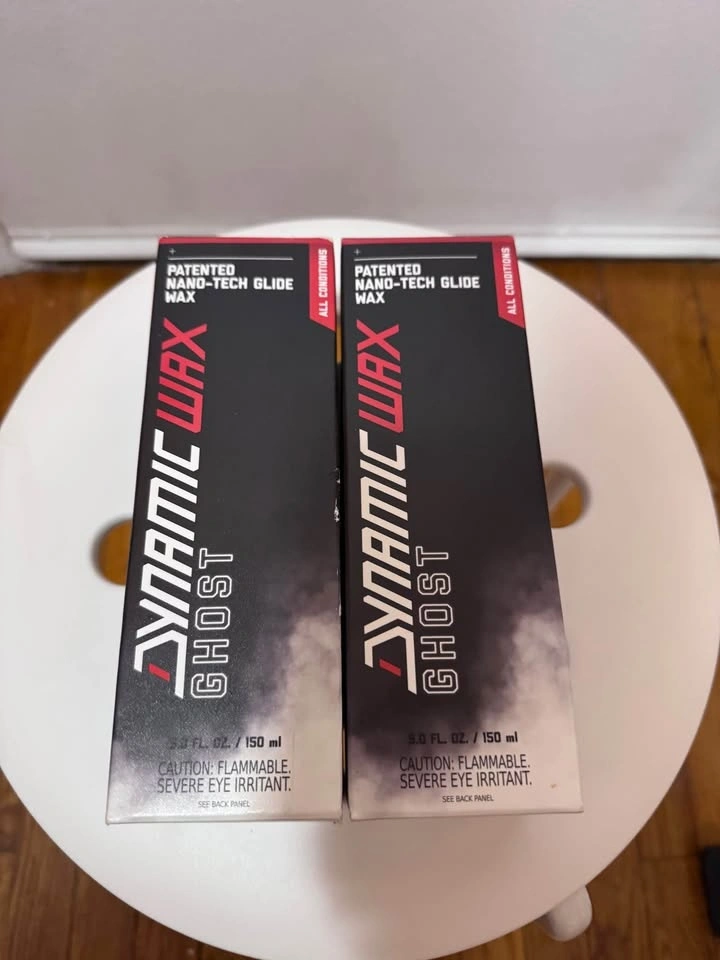 PATENTED
NANO-TECH GLIDE
WAX
ALL CONDITIONS
DYNAMIC WAX
GHOST
5.0 FL. OZ. / 150 ml
CAUTION: FLAMMABLE.
SEVERE EYE IRRITANT.
SEE BACK PANEL
PATENTED
NANO-TECH GLIDE
WAX
ALL CONDITIONS
DYNAMIC WAX
GHOST
5.0 FL. OZ. / 150 ml
CAUTION: FLAMMABLE.
SEVERE EYE IRRITANT.
SEE BACK PANEL